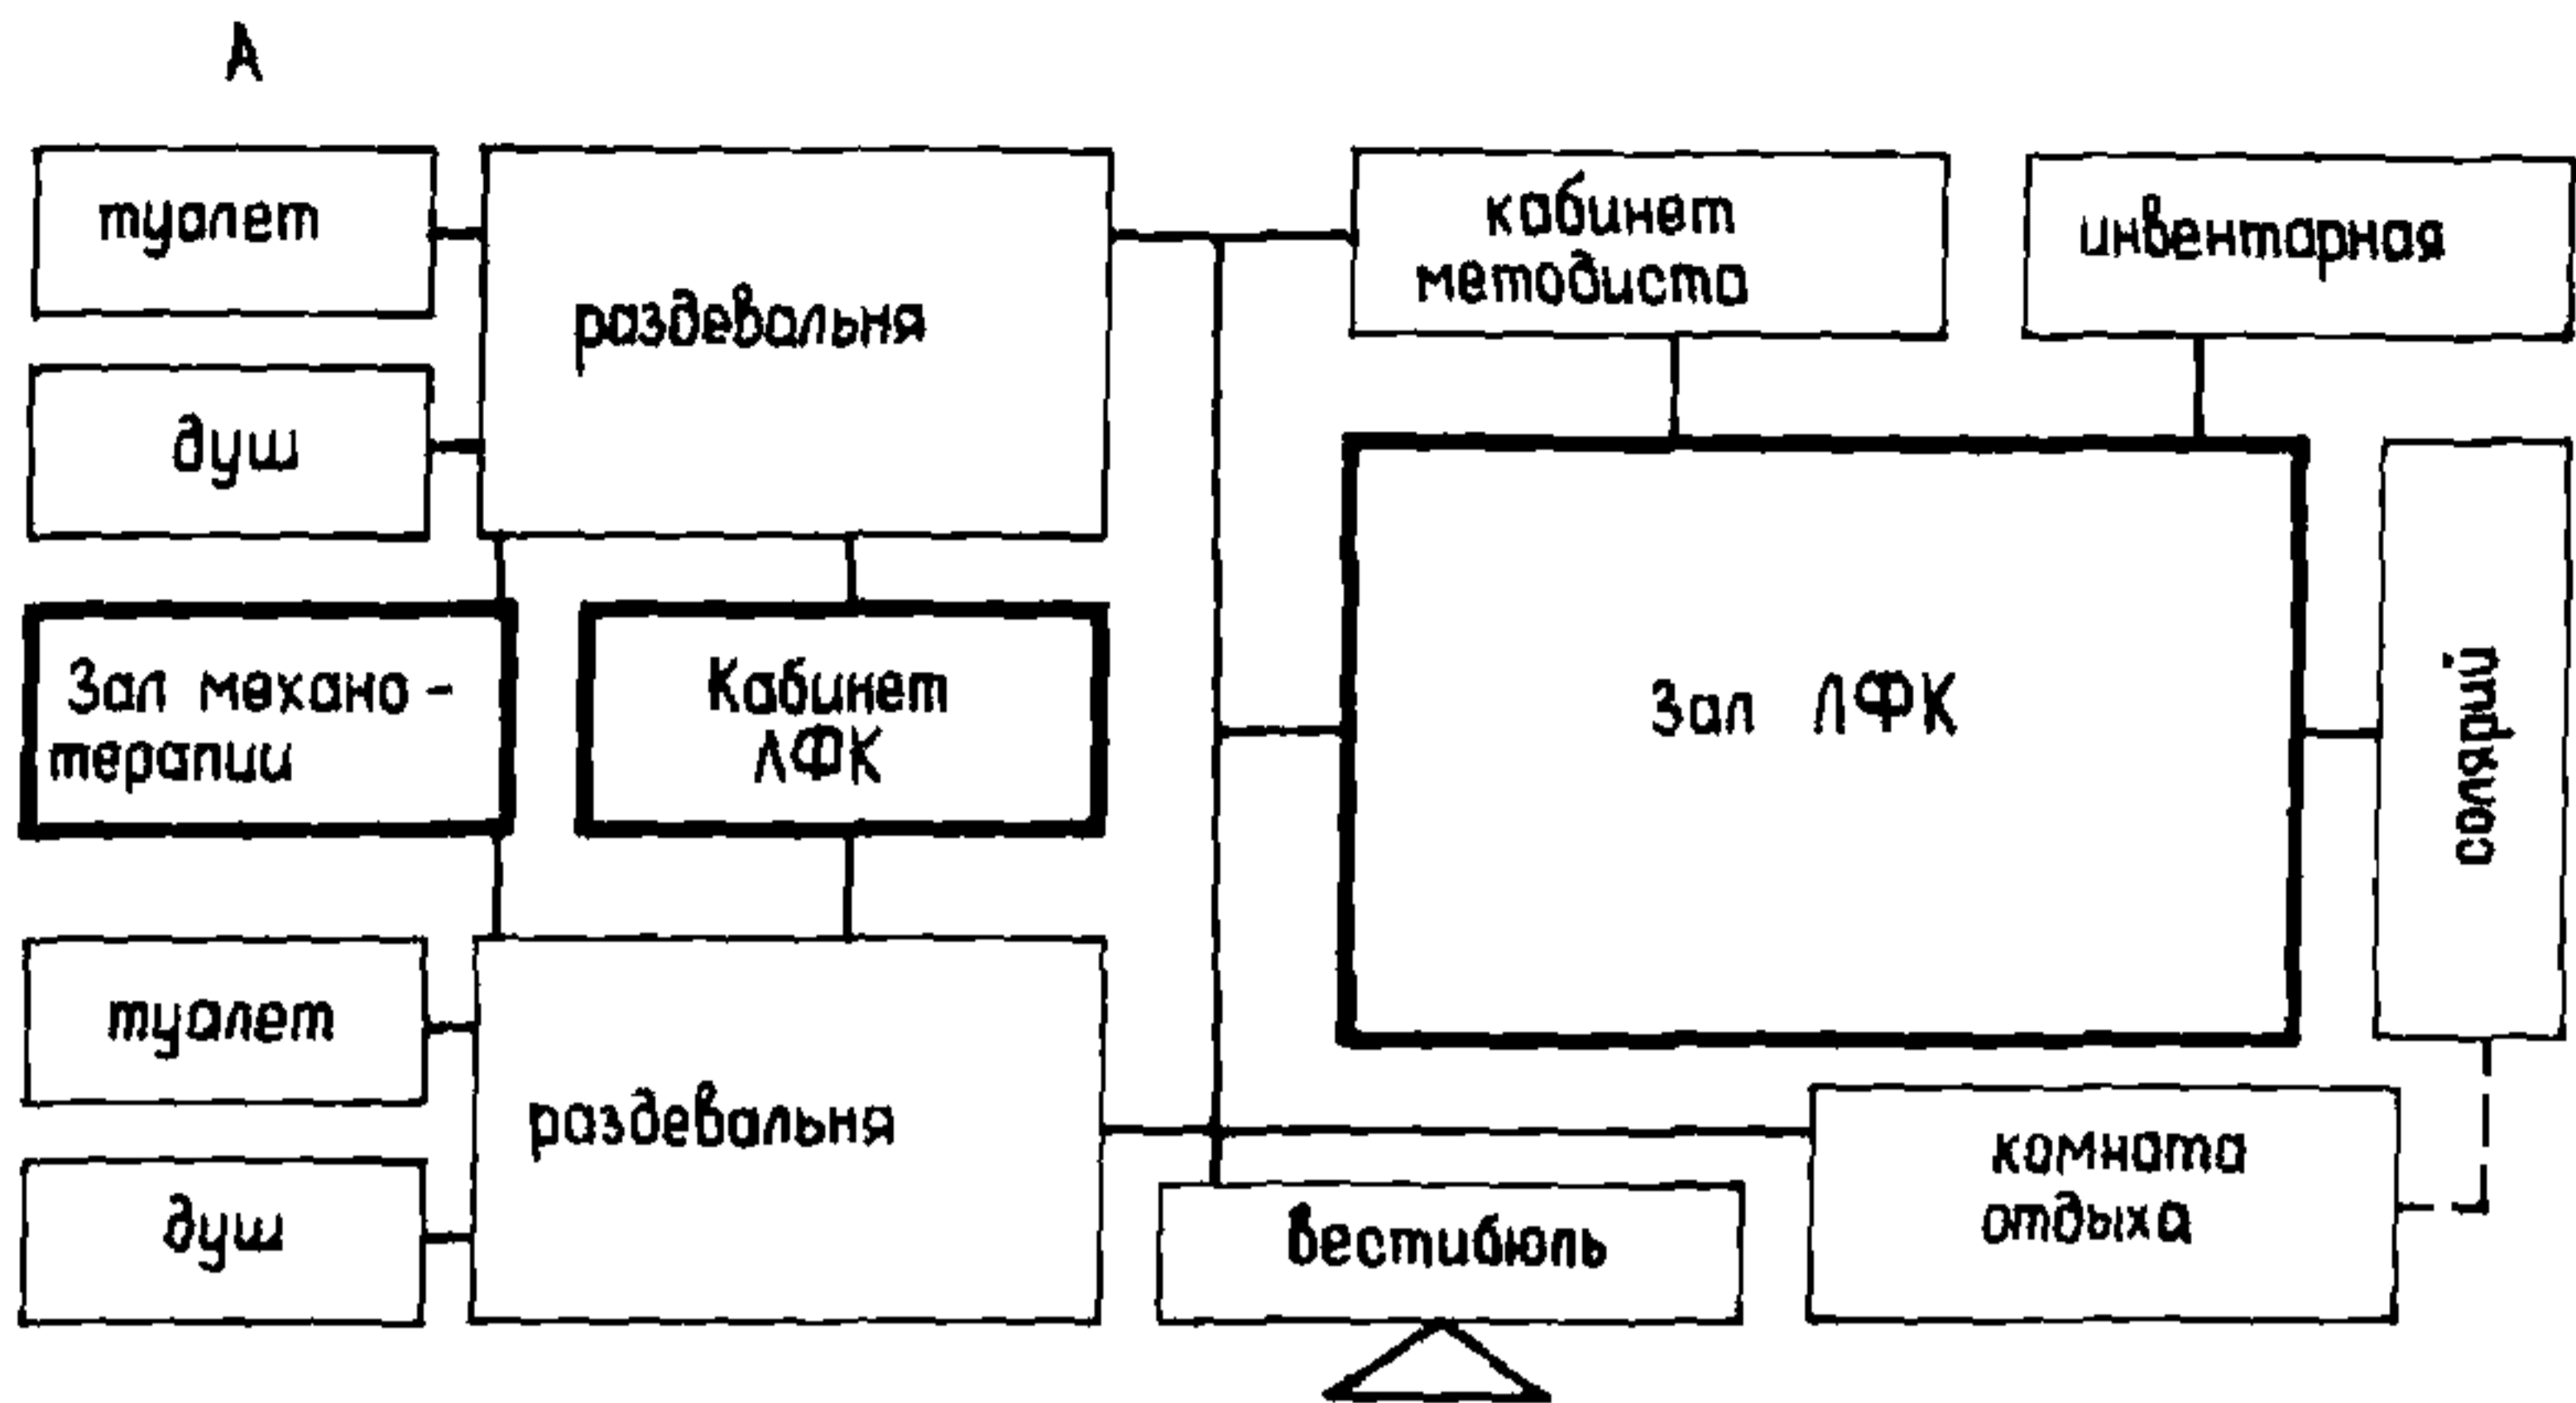 А
туалет
раздевальня
кабинет
методиста
инвентарная
душ
Зал механо-
терапии
Кабинет
ЛФК
Зал ЛФК
солярий
туалет
раздевальня
душ
вестибюль
комната
отдыха